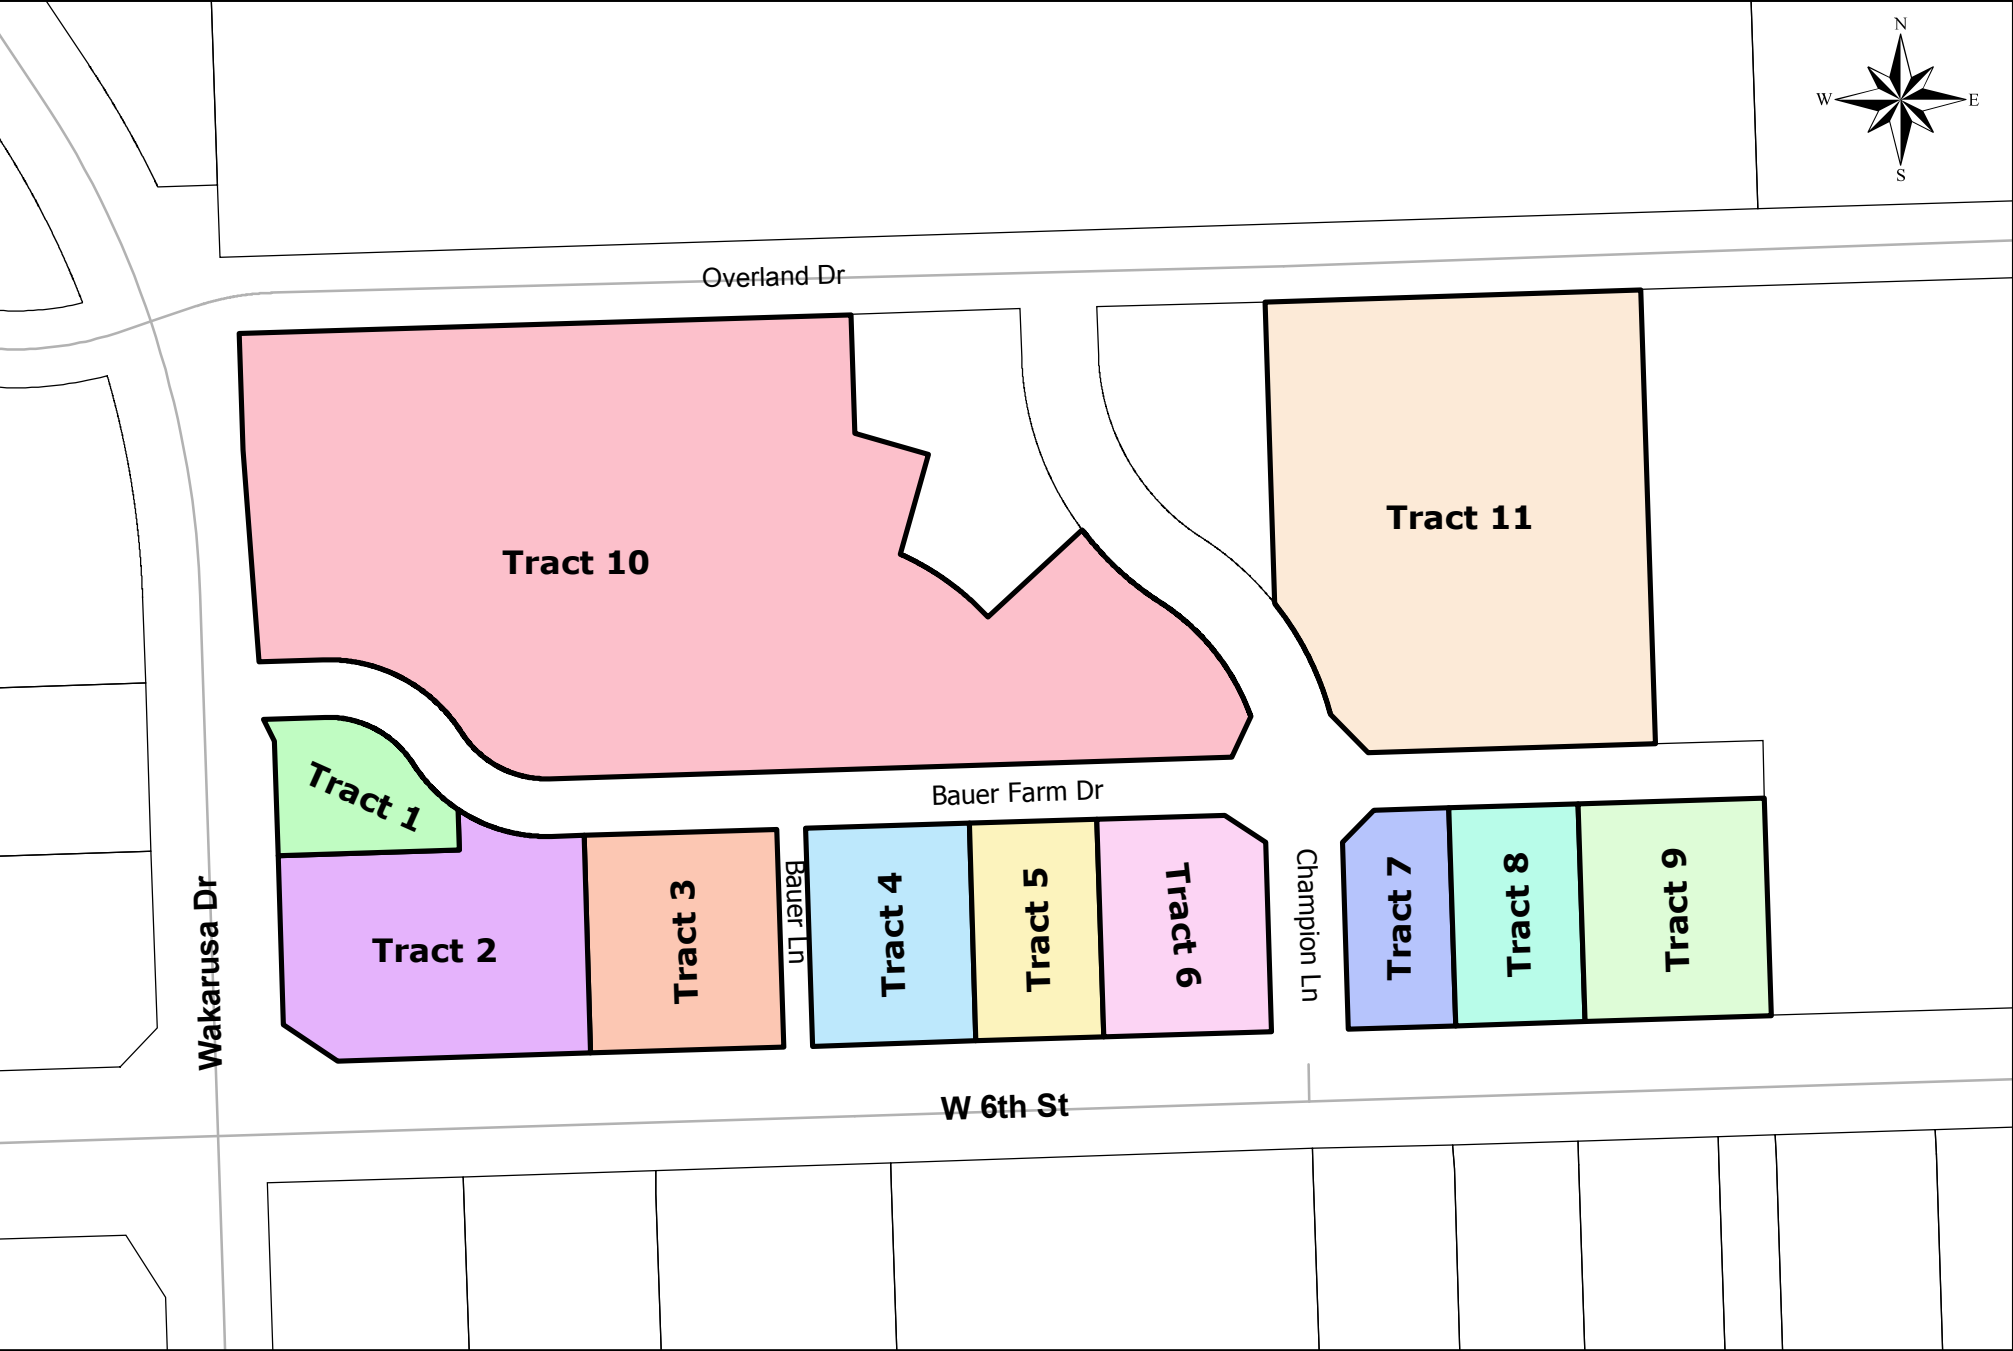 N
W E
S
Overland Dr
Tract 11
Tract 10
Tract 1
Bauer Farm Dr
Tract 2
Tract 3
Bauer Ln
Tract 4
Tract 5
Tract 6
Champion Ln
Tract 7
Tract 8
Tract 9
Wakarusa Dr
W 6th St